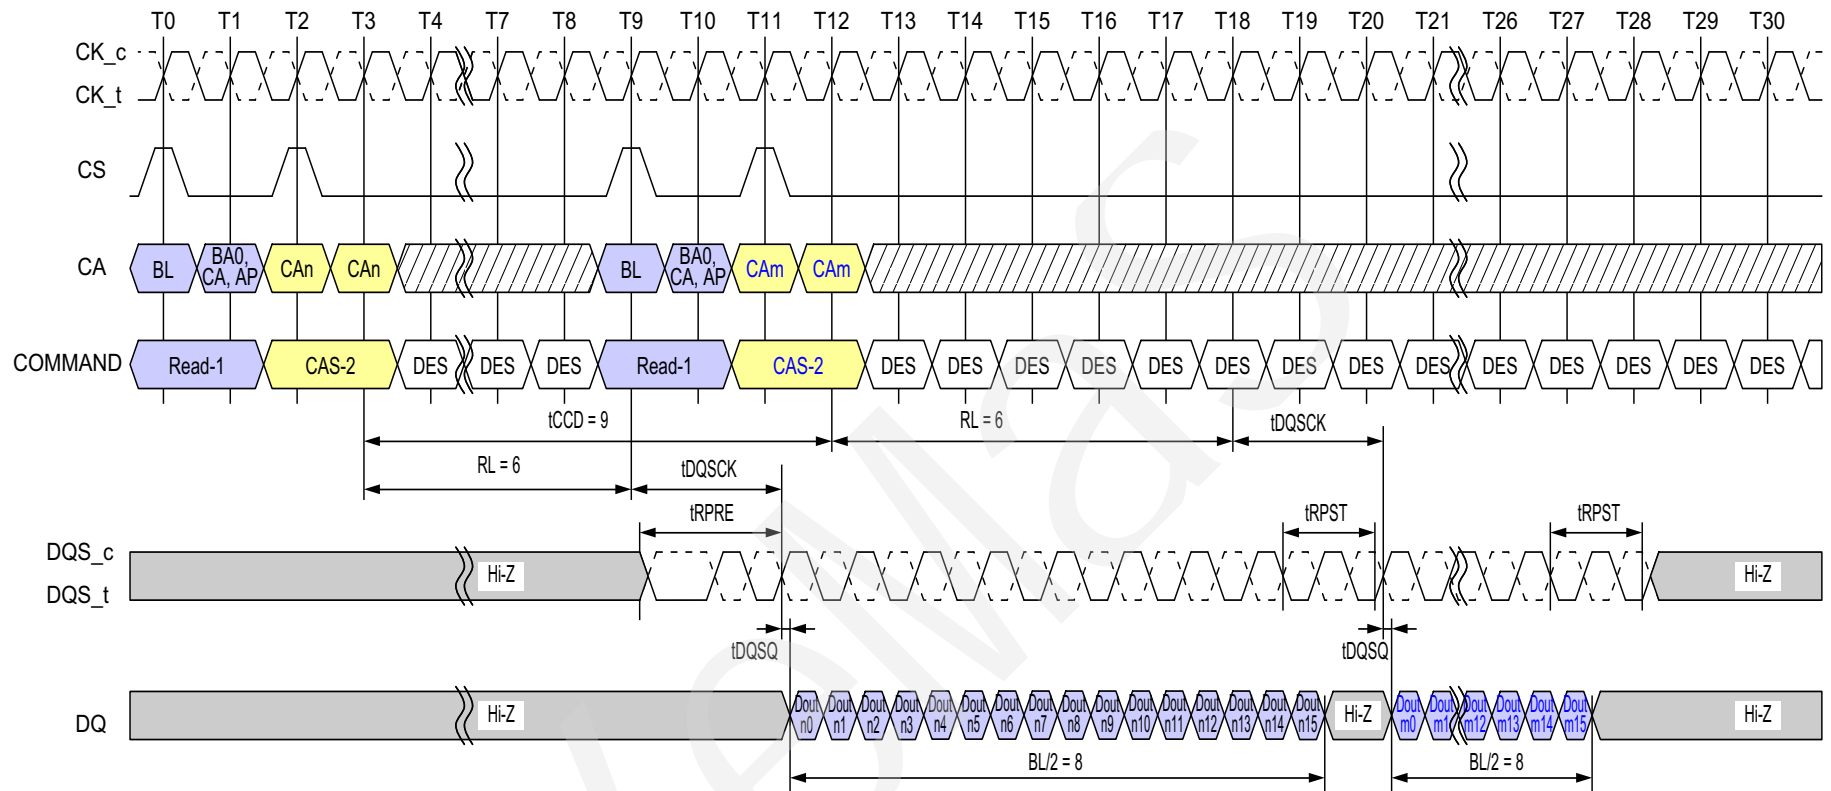 T0 T1 T2 T3 T4 T7 T8 T9 T10 T11 T12 T13 T14 T15 T16 T17 T18 T19 T20 T21 T26 T27 T28 T29 T30
CK_c
CK_t
CS
CA BL BA0, CA, AP CAn CAn BL BA0, CA, AP CAm CAm
COMMAND Read-1 CAS-2 DES DES DES Read-1 CAS-2 DES DES DES DES DES DES DES DES DES DES DES DES DES DES
tCCD = 9 RL = 6 tDQSCK
RL = 6 tDQSCK
tRPRE tRPST tRPST
DQS_c
Hi-Z Hi-Z
DQS_t
tDQSQ tDQSQ
DQ Hi-Z Dout n0 Dout n1 Dout n2 Dout n3 Dout n4 Dout n5 Dout n6 Dout n7 Dout n8 Dout n9 Dout n10 Dout n11 Dout n12 Dout n13 Dout n14 Dout n15 Hi-Z Dout m0 Dout m1 Dout m12 Dout m13 Dout m14 Dout m15 Hi-Z
BL/2 = 8 BL/2 = 8